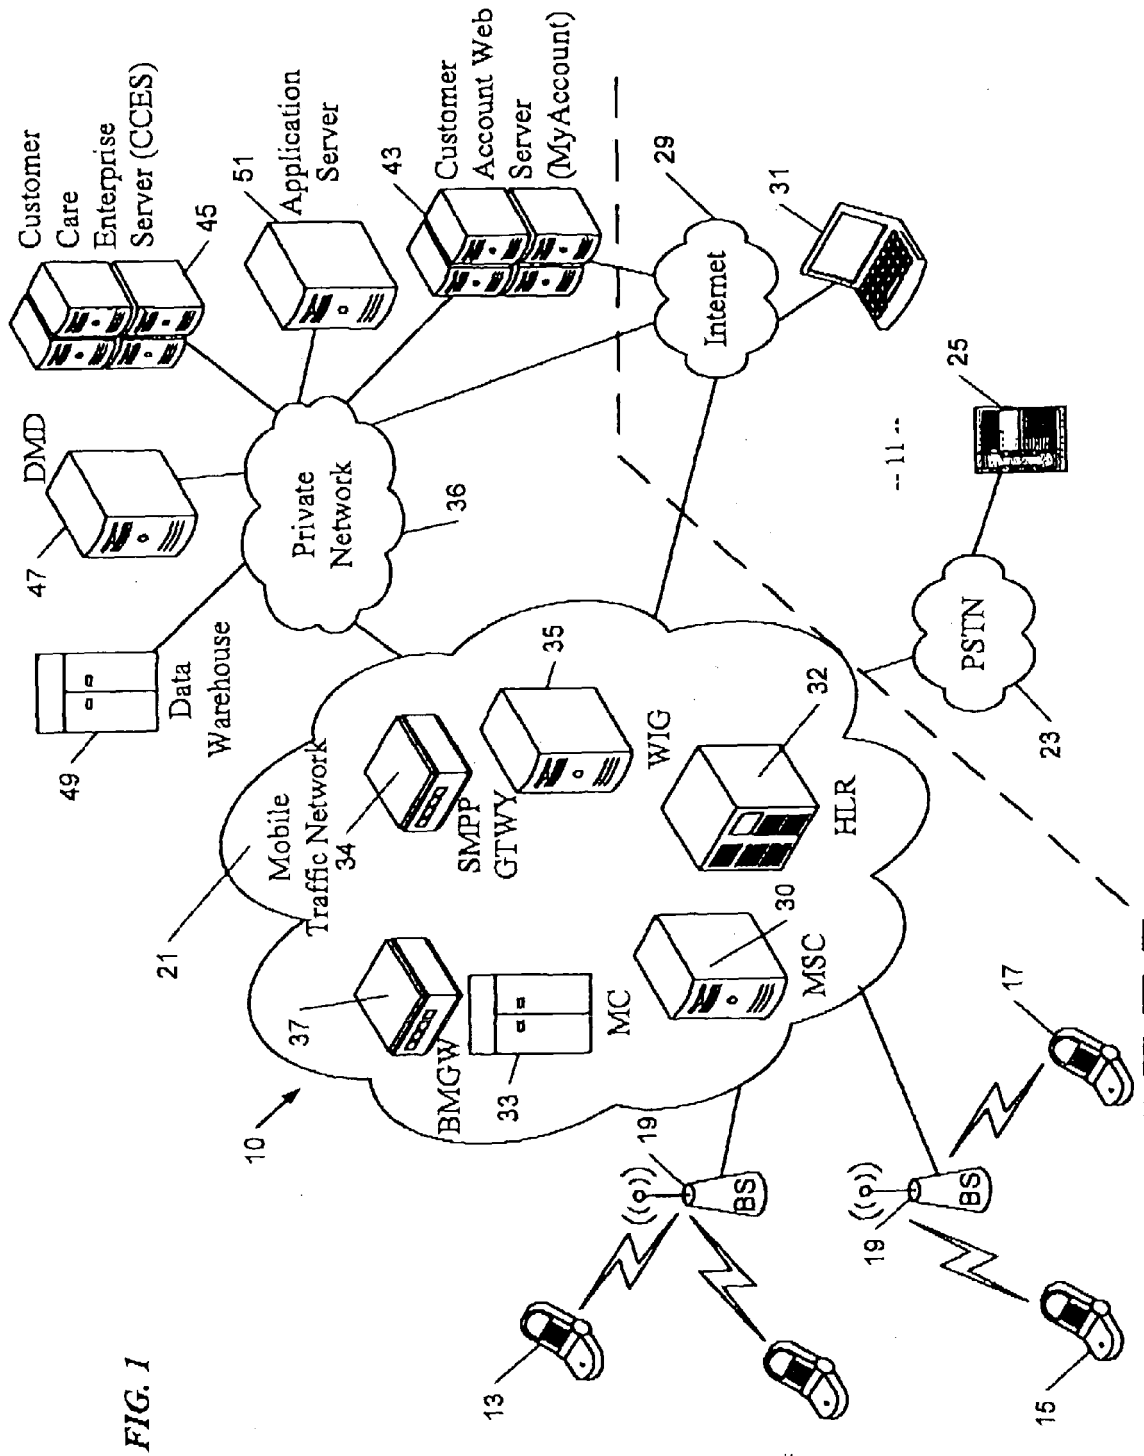 FIG. 1
10
21
Mobile
Traffic Network
37
BMGW
33
MC
34
SMPP
GTWY
35
WIG
30
MSC
32
HLR
49
Data
Warehouse
47
DMD
Customer
Care
Enterprise
Server (CCES)
45
51
Application
Server
43
Customer
Account Web
Server
(MyAccount)
Private
Network
36
29
Internet
31
-- 11 --
25
PSTN
23
19
BS
19
BS
13
15
17